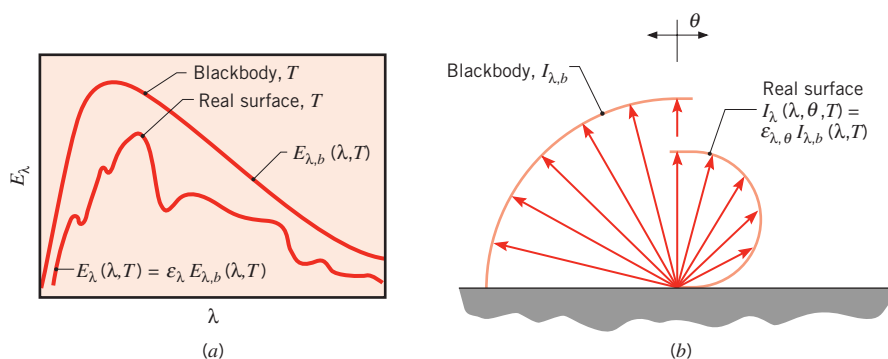 Blackbody, T
Real surface, T
E_λ,b (λ,T)
E_λ
E_λ (λ,T) = ε_λ E_λ,b (λ,T)
λ
(a)
θ
Blackbody, I_λ,b
Real surface
I_λ (λ, θ, T) =
ε_λ, θ I_λ,b (λ,T)
(b)